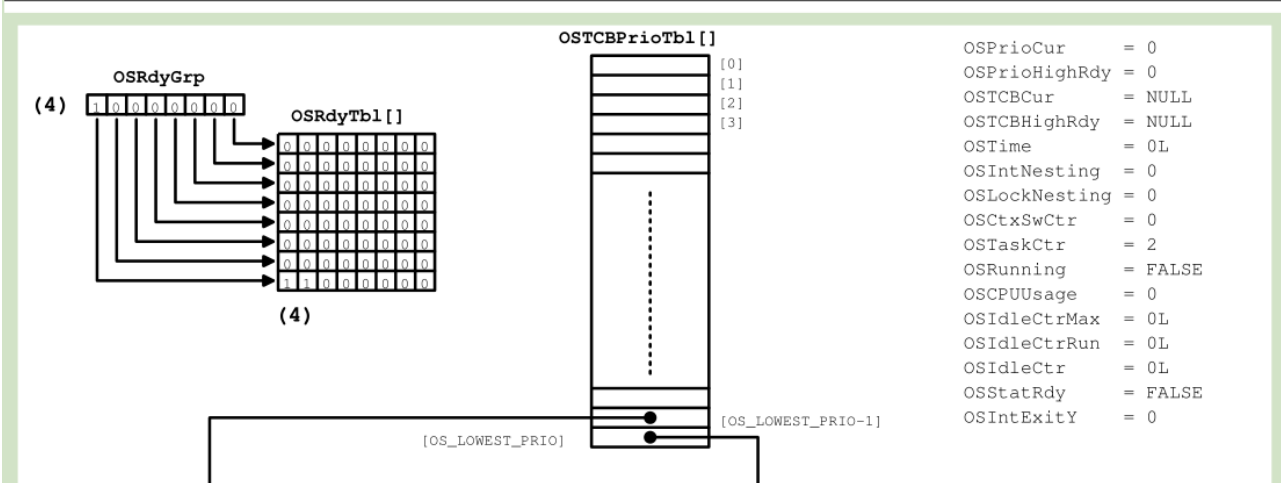 OSTCBPrioTbl[]
OSRdyGrp
(4)
1 0 0 0 0 0 0 0
OSRdyTbl[]
0 0 0 0 0 0 0 0
0 0 0 0 0 0 0 0
0 0 0 0 0 0 0 0
0 0 0 0 0 0 0 0
0 0 0 0 0 0 0 0
0 0 0 0 0 0 0 0
0 0 0 0 0 0 0 0
1 1 0 0 0 0 0 0
(4)
[0]
[1]
[2]
[3]
[OS_LOWEST_PRIO-1]
[OS_LOWEST_PRIO]
OSPrioCur = 0
OSPrioHighRdy = 0
OSTCBCur = NULL
OSTCBHighRdy = NULL
OSTime = 0L
OSIntNesting = 0
OSLockNesting = 0
OSCtxSwCtr = 0
OSTaskCtr = 2
OSRunning = FALSE
OSCPUUsage = 0
OSIdleCtrMax = 0L
OSIdleCtrRun = 0L
OSIdleCtr = 0L
OSStatRdy = FALSE
OSIntExitY = 0